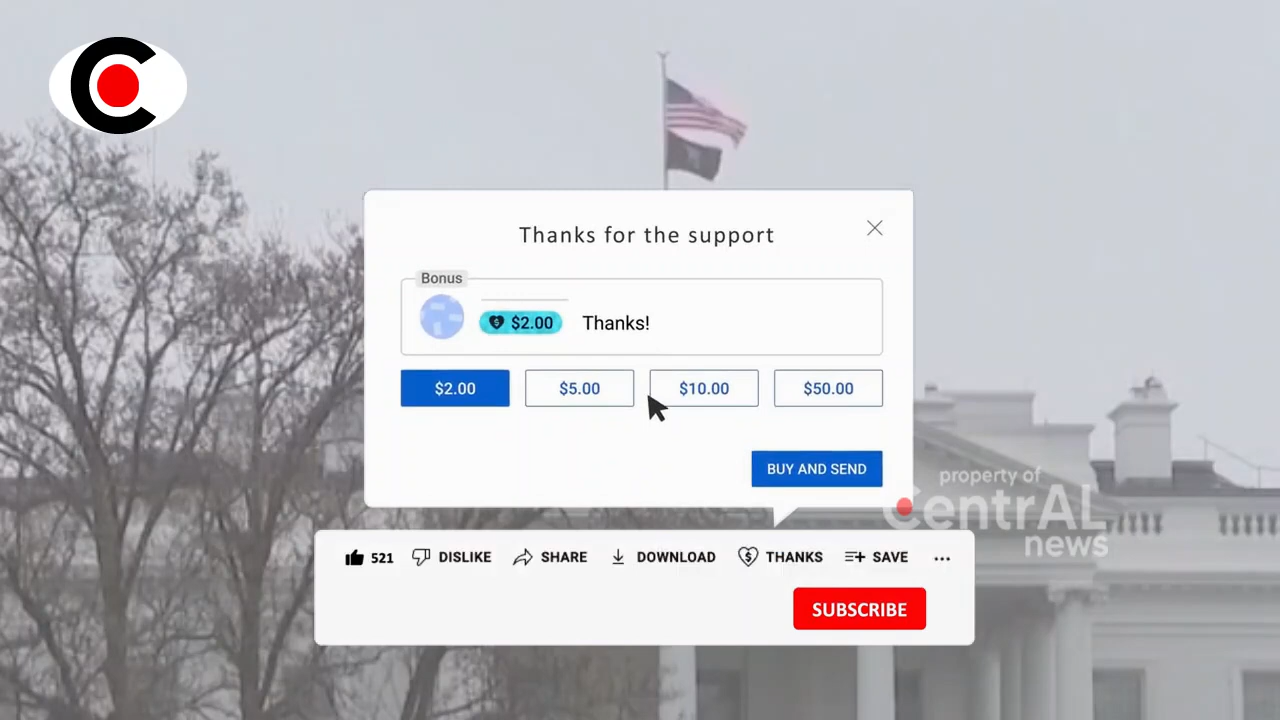 Thanks for the support
Bonus
$2.00 Thanks!
$2.00 $5.00 $10.00 $50.00
BUY AND SEND
property of
CentrAL
news
521 DISLIKE SHARE DOWNLOAD THANKS SAVE
SUBSCRIBE